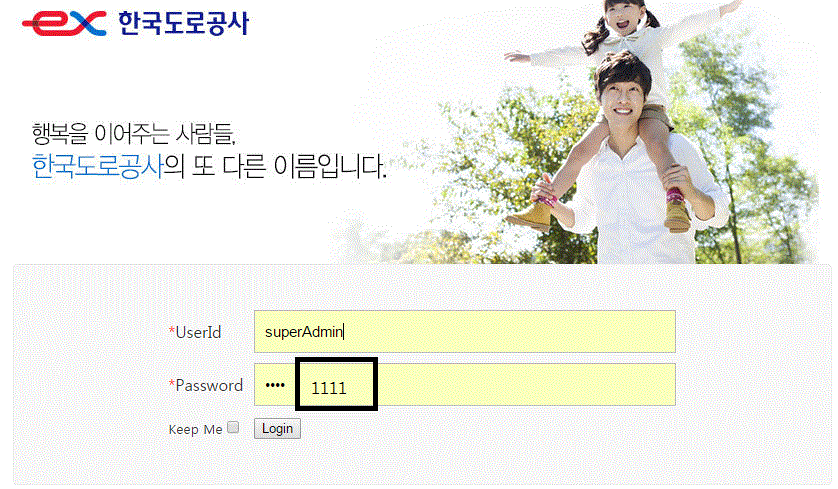 ex 한국도로공사
행복을 이어주는 사람들,
한국도로공사의 또 다른 이름입니다.
*UserId superAdmin
*Password •••• 1111
Keep Me Login